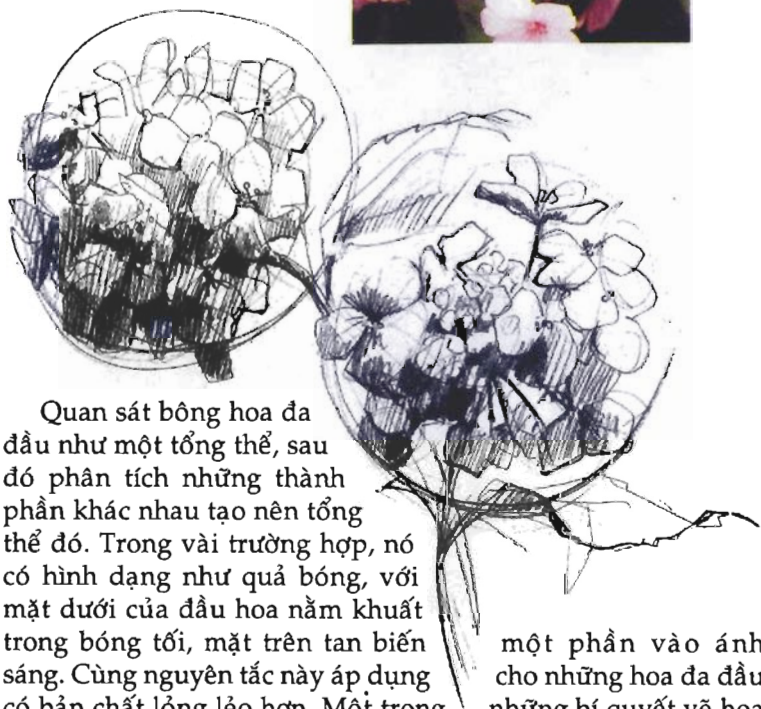 Quan sát bông hoa đa
đầu như một tổng thể, sau
đó phân tích những thành
phần khác nhau tạo nên tổng
thể đó. Trong vài trường hợp, nó
có hình dạng như quả bóng, với
mặt dưới của đầu hoa nằm khuất
trong bóng tối, mặt trên tan biến một phần vào ánh
sáng. Cùng nguyên tắc này áp dụng cho những hoa đa đầu
có bản chất lỏng lẻo hơn. Một trong những bí quyết vẽ hoa